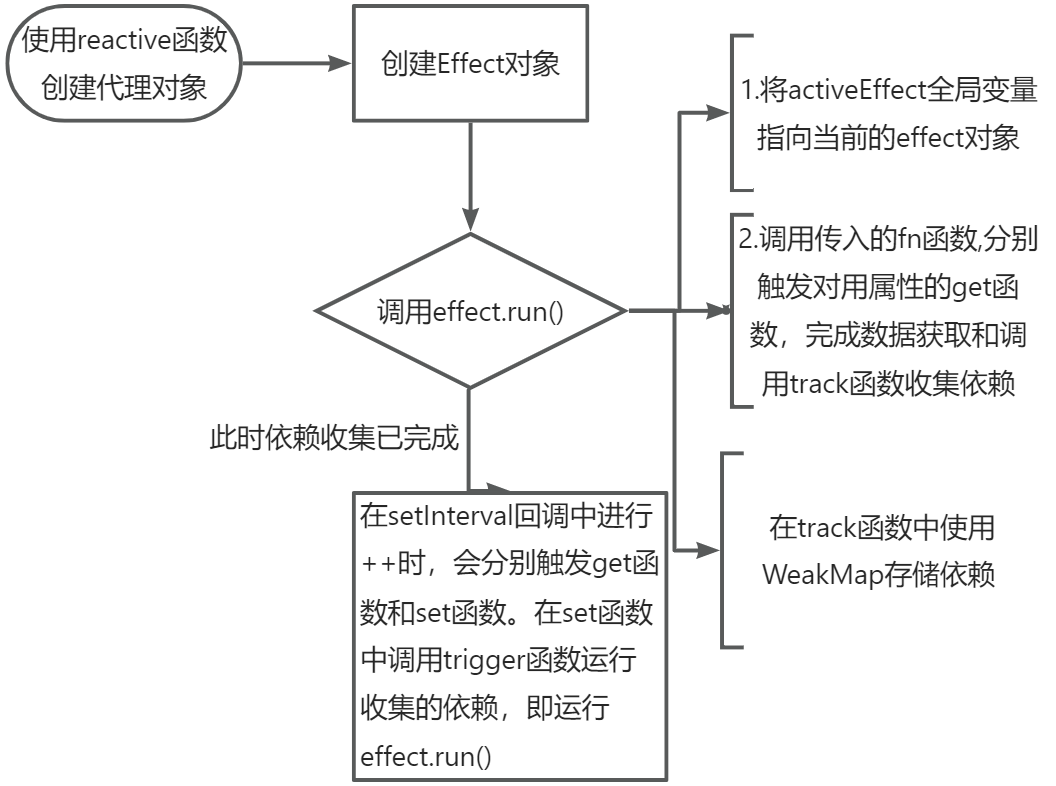 使用reactive函数
创建代理对象
创建Effect对象
1.将activeEffect全局变量
指向当前的effect对象
2.调用传入的fn函数,分别
触发对用属性的get函
数，完成数据获取和调
用track函数收集依赖
调用effect.run()
此时依赖收集已完成
在setInterval回调中进行
++时，会分别触发get函
数和set函数。在set函数
中调用trigger函数运行
收集的依赖，即运行
effect.run()
在track函数中使用
WeakMap存储依赖